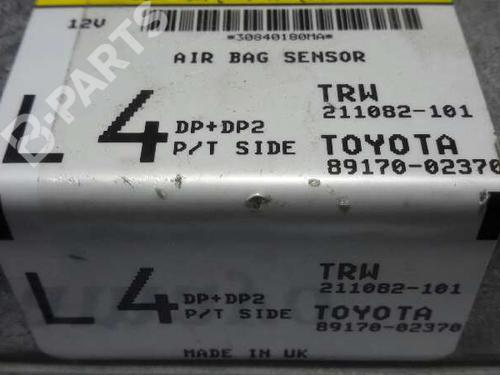 12V
*30840180MA*
AIR BAG SENSOR
L4 DP+DP2 P/T SIDE
TRW
211082-101
TOYOTA
89170-02370
L4 DP+DP2 P/T SIDE
TRW
211082-101
TOYOTA
89170-02370
MADE IN UK
B-PARTS